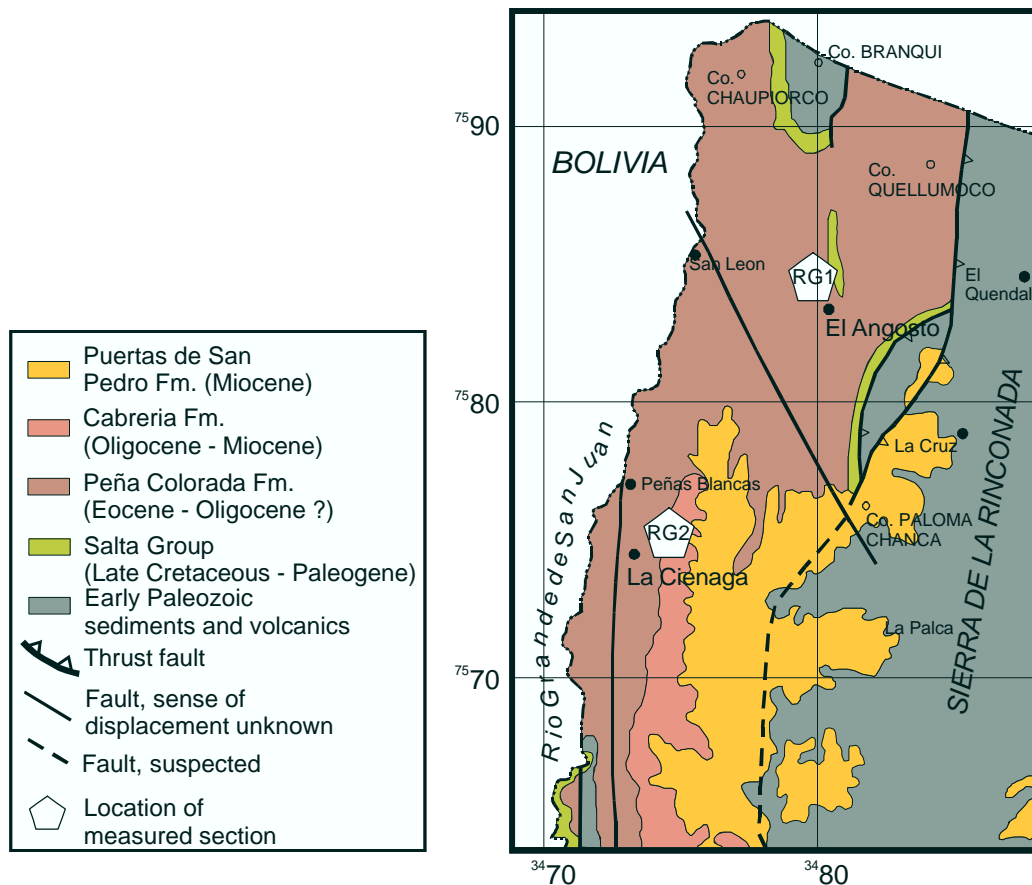 Co. BRANQUI
Co.
CHAUPIORCO
7590
BOLIVIA
Co.
QUELLUMOCO
San Leon
RG1
El
Quendal
El Angosto
7580
SIERRA DE LA RINCONADA
La Cruz
Peñas Blancas
Co. PALOMA
CHANCA
RG2
La Cienaga
Rio Grande de San Juan
La Palca
7570
3470
3480
Puertas de San
Pedro Fm. (Miocene)
Cabreria Fm.
(Oligocene - Miocene)
Peña Colorada Fm.
(Eocene - Oligocene ?)
Salta Group
(Late Cretaceous - Paleogene)
Early Paleozoic
sediments and volcanics
Thrust fault
Fault, sense of
displacement unknown
Fault, suspected
Location of
measured section